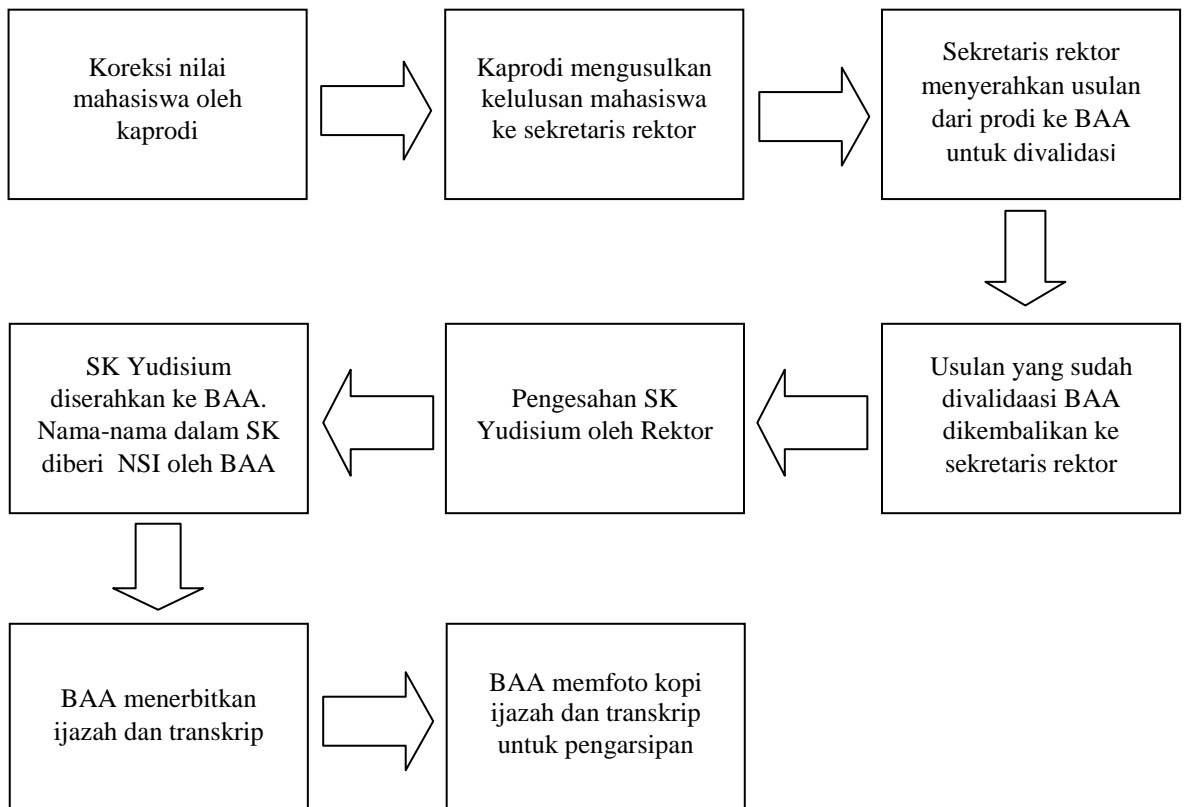 Koreksi nilai
mahasiswa oleh
kaprodi
Kaprodi mengusulkan
kelulusan mahasiswa
ke sekretaris rektor
Sekretaris rektor
menyerahkan usulan
dari prodi ke BAA
untuk divalidasi
Usulan yang sudah
divalidaasi BAA
dikembalikan ke
sekretaris rektor
Pengesahan SK
Yudisium oleh Rektor
SK Yudisium
diserahkan ke BAA.
Nama-nama dalam SK
diberi NSI oleh BAA
BAA menerbitkan
ijazah dan transkrip
BAA memfoto kopi
ijazah dan transkrip
untuk pengarsipan